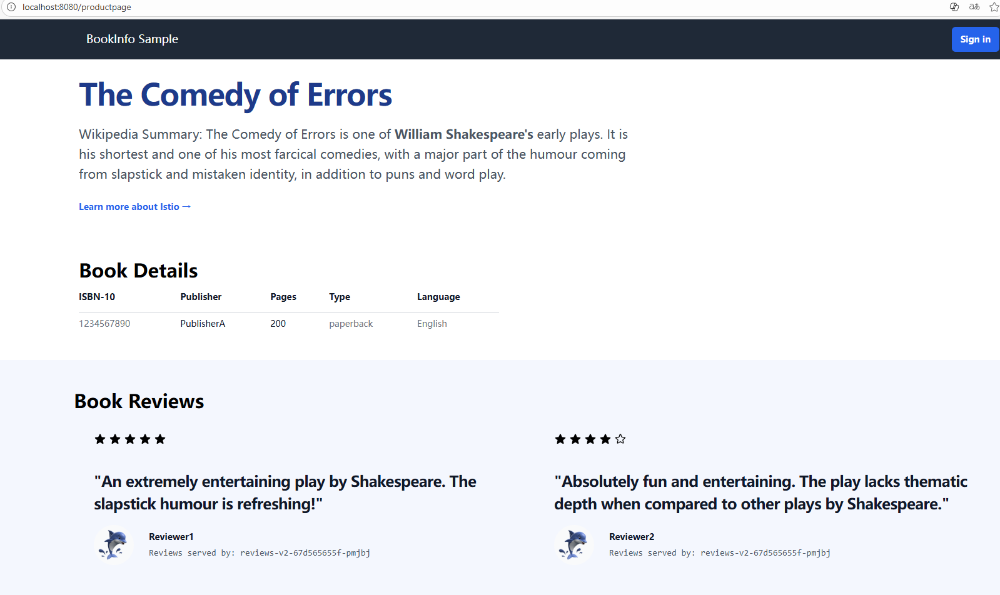 localhost:8080/productpage
aあ
BookInfo Sample
Sign in
The Comedy of Errors
Wikipedia Summary: The Comedy of Errors is one of William Shakespeare's early plays. It is
his shortest and one of his most farcical comedies, with a major part of the humour coming
from slapstick and mistaken identity, in addition to puns and word play.
Learn more about Istio →
Book Details
ISBN-10 Publisher Pages Type Language
1234567890 PublisherA 200 paperback English
Book Reviews
"An extremely entertaining play by Shakespeare. The
slapstick humour is refreshing!"
Reviewer1
Reviews served by: reviews-v2-67d565655f-pmjbj
"Absolutely fun and entertaining. The play lacks thematic
depth when compared to other plays by Shakespeare."
Reviewer2
Reviews served by: reviews-v2-67d565655f-pmjbj